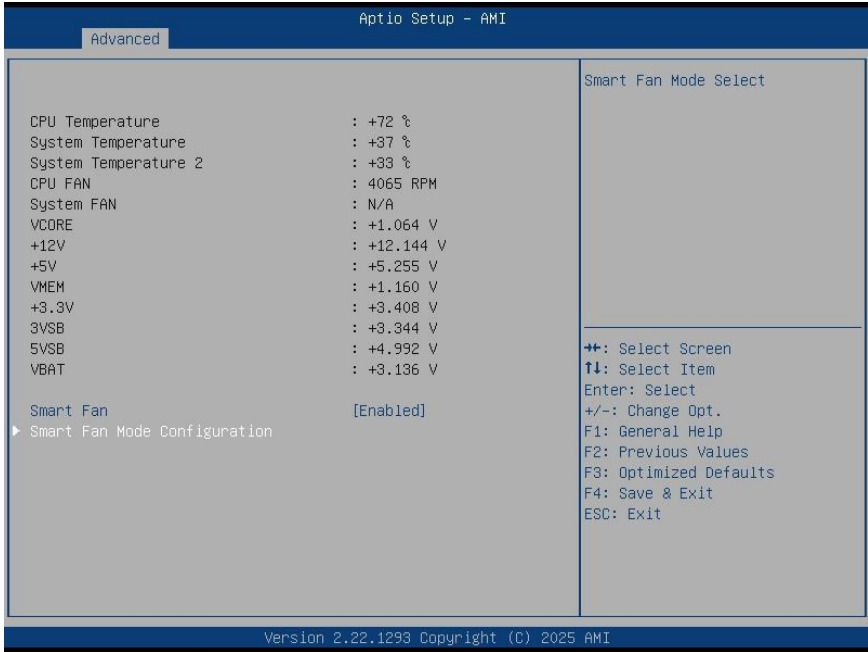 Aptio Setup – AMI
Advanced
CPU Temperature : +72 ℃
System Temperature : +37 ℃
System Temperature 2 : +33 ℃
CPU FAN : 4065 RPM
System FAN : N/A
VCORE : +1.064 V
+12V : +12.144 V
+5V : +5.255 V
VMEM : +1.160 V
+3.3V : +3.408 V
3VSB : +3.344 V
5VSB : +4.992 V
VBAT : +3.136 V
Smart Fan [Enabled]
▶ Smart Fan Mode Configuration
Smart Fan Mode Select
→←: Select Screen
↑↓: Select Item
Enter: Select
+/-: Change Opt.
F1: General Help
F2: Previous Values
F3: Optimized Defaults
F4: Save & Exit
ESC: Exit
Version 2.22.1293 Copyright (C) 2025 AMI